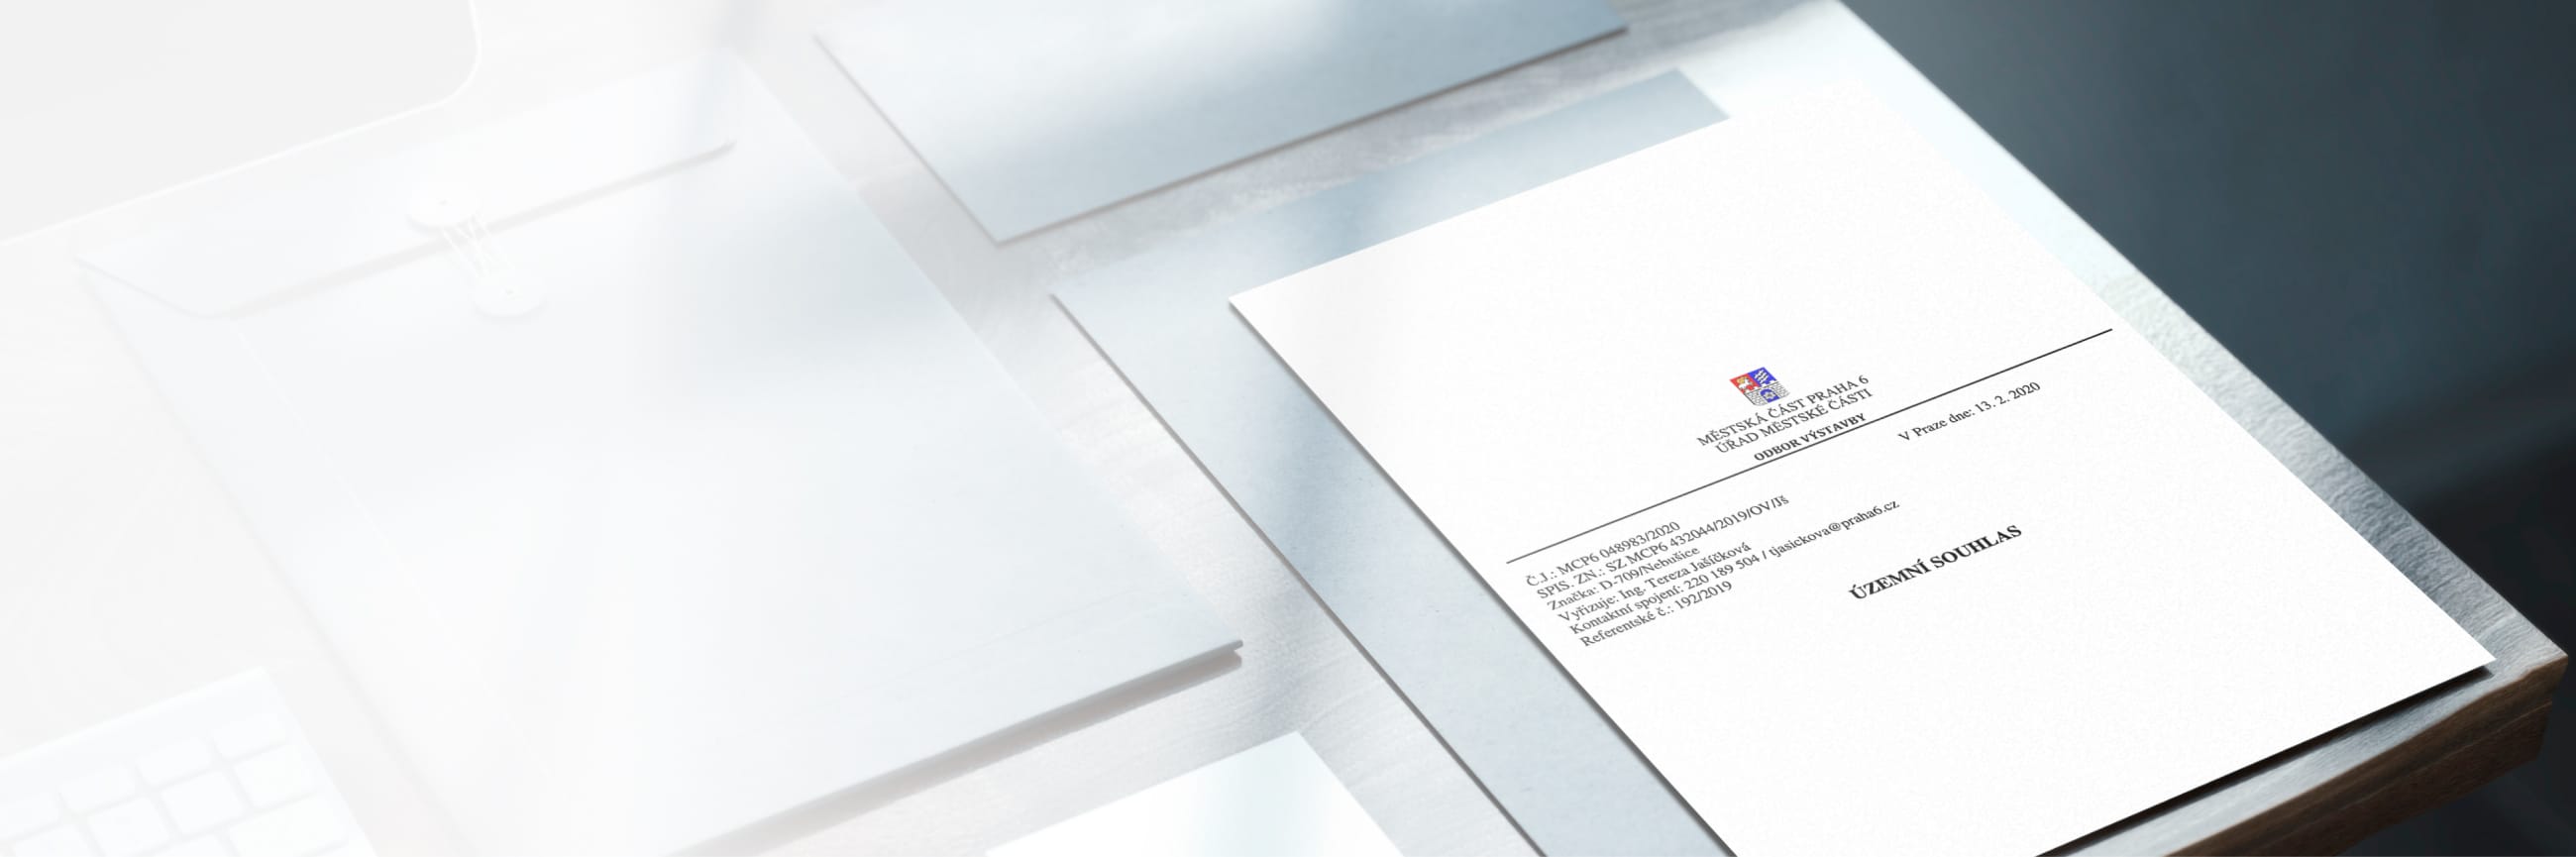 MĚSTSKÁ ČÁST PRAHA 6
ÚŘAD MĚSTSKÉ ČÁSTI
ODBOR VÝSTAVBY
V Praze dne: 13. 2. 2020
Č.J.: MCP6 048983/2020
SPIS. ZN.: SZ MCP6 432044/2019/OV/Jš
Značka: D-709/Nebušice
Vyřizuje: Ing. Tereza Jašíčková
Kontaktní spojení: 220 189 504 / tjasickova@praha6.cz
Referentské č.: 192/2019
ÚZEMNÍ SOUHLAS